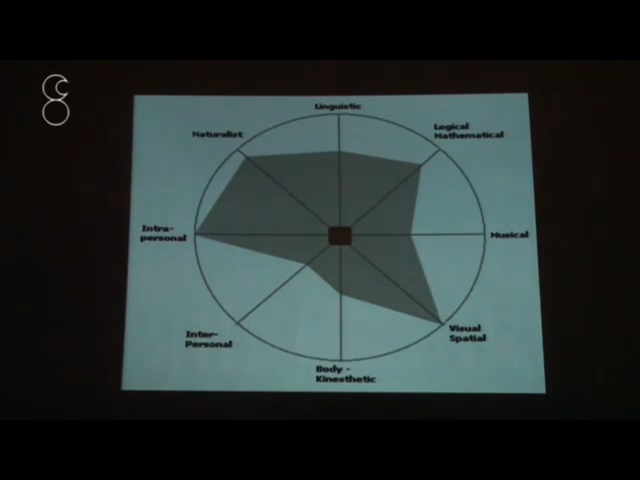 Linguistic
Naturalist
Logical
Mathematical
Intra-
personal
Musical
Inter-
Personal
Visual
Spatial
Body -
Kinesthetic